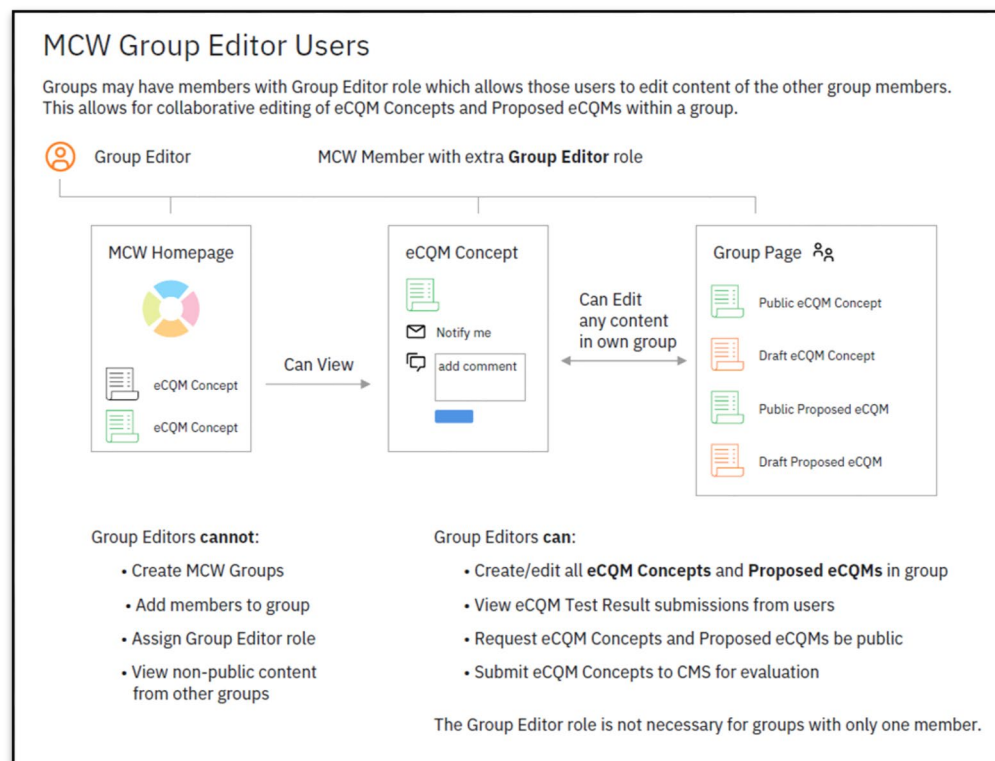 MCW Group Editor Users
Groups may have members with Group Editor role which allows those users to edit content of the other group members.
This allows for collaborative editing of eCQM Concepts and Proposed eCQMs within a group.
Group Editor
MCW Member with extra Group Editor role
MCW Homepage
eCQM Concept
eCQM Concept
Can View
eCQM Concept
Notify me
add comment
Can Edit
any content
in own group
Group Page
Public eCQM Concept
Draft eCQM Concept
Public Proposed eCQM
Draft Proposed eCQM
Group Editors cannot:
• Create MCW Groups
• Add members to group
• Assign Group Editor role
• View non-public content
from other groups
Group Editors can:
• Create/edit all eCQM Concepts and Proposed eCQMs in group
• View eCQM Test Result submissions from users
• Request eCQM Concepts and Proposed eCQMs be public
• Submit eCQM Concepts to CMS for evaluation
The Group Editor role is not necessary for groups with only one member.